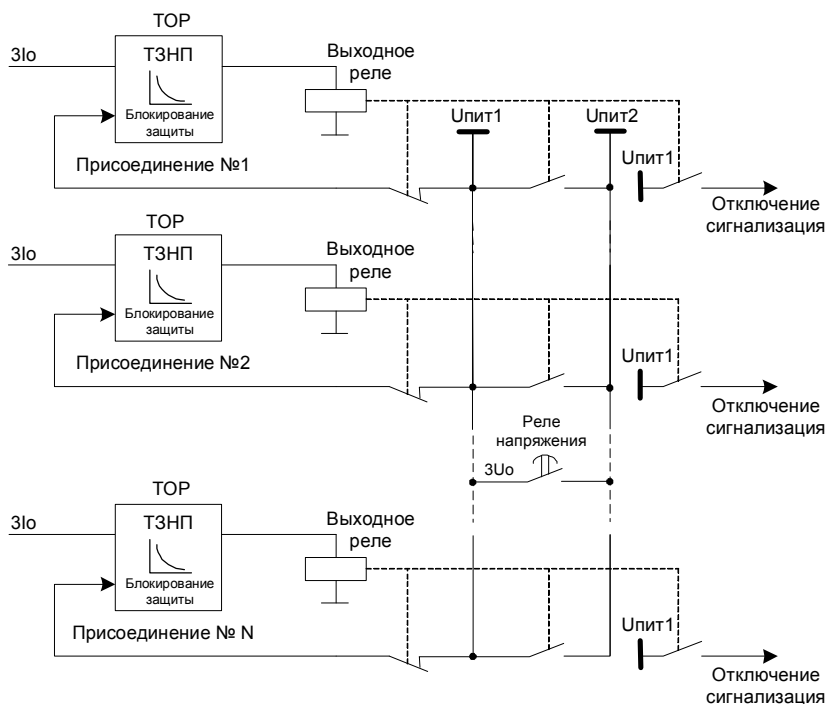 ТОР
3Io
ТЗНП
Блокирование
защиты
Выходное
реле
Uпит1
Uпит2
Uпит1
Присоединение №1
Отключение
сигнализация
ТОР
3Io
ТЗНП
Блокирование
защиты
Выходное
реле
Uпит1
Присоединение №2
Отключение
сигнализация
Реле
напряжения
3Uo
ТОР
3Io
ТЗНП
Блокирование
защиты
Выходное
реле
Uпит1
Присоединение № N
Отключение
сигнализация